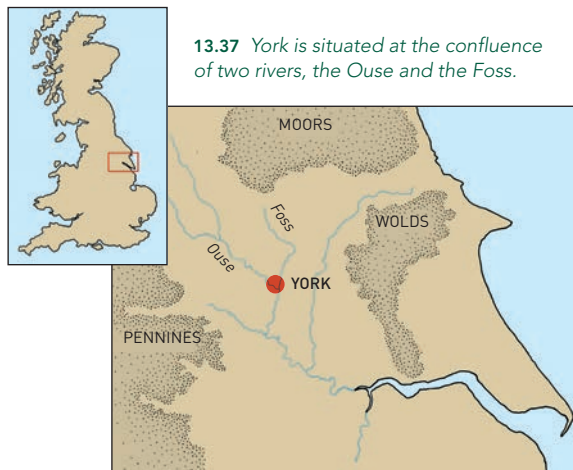 13.37 York is situated at the confluence
of two rivers, the Ouse and the Foss.
MOORS
Foss
WOLDS
Ouse
YORK
PENNINES